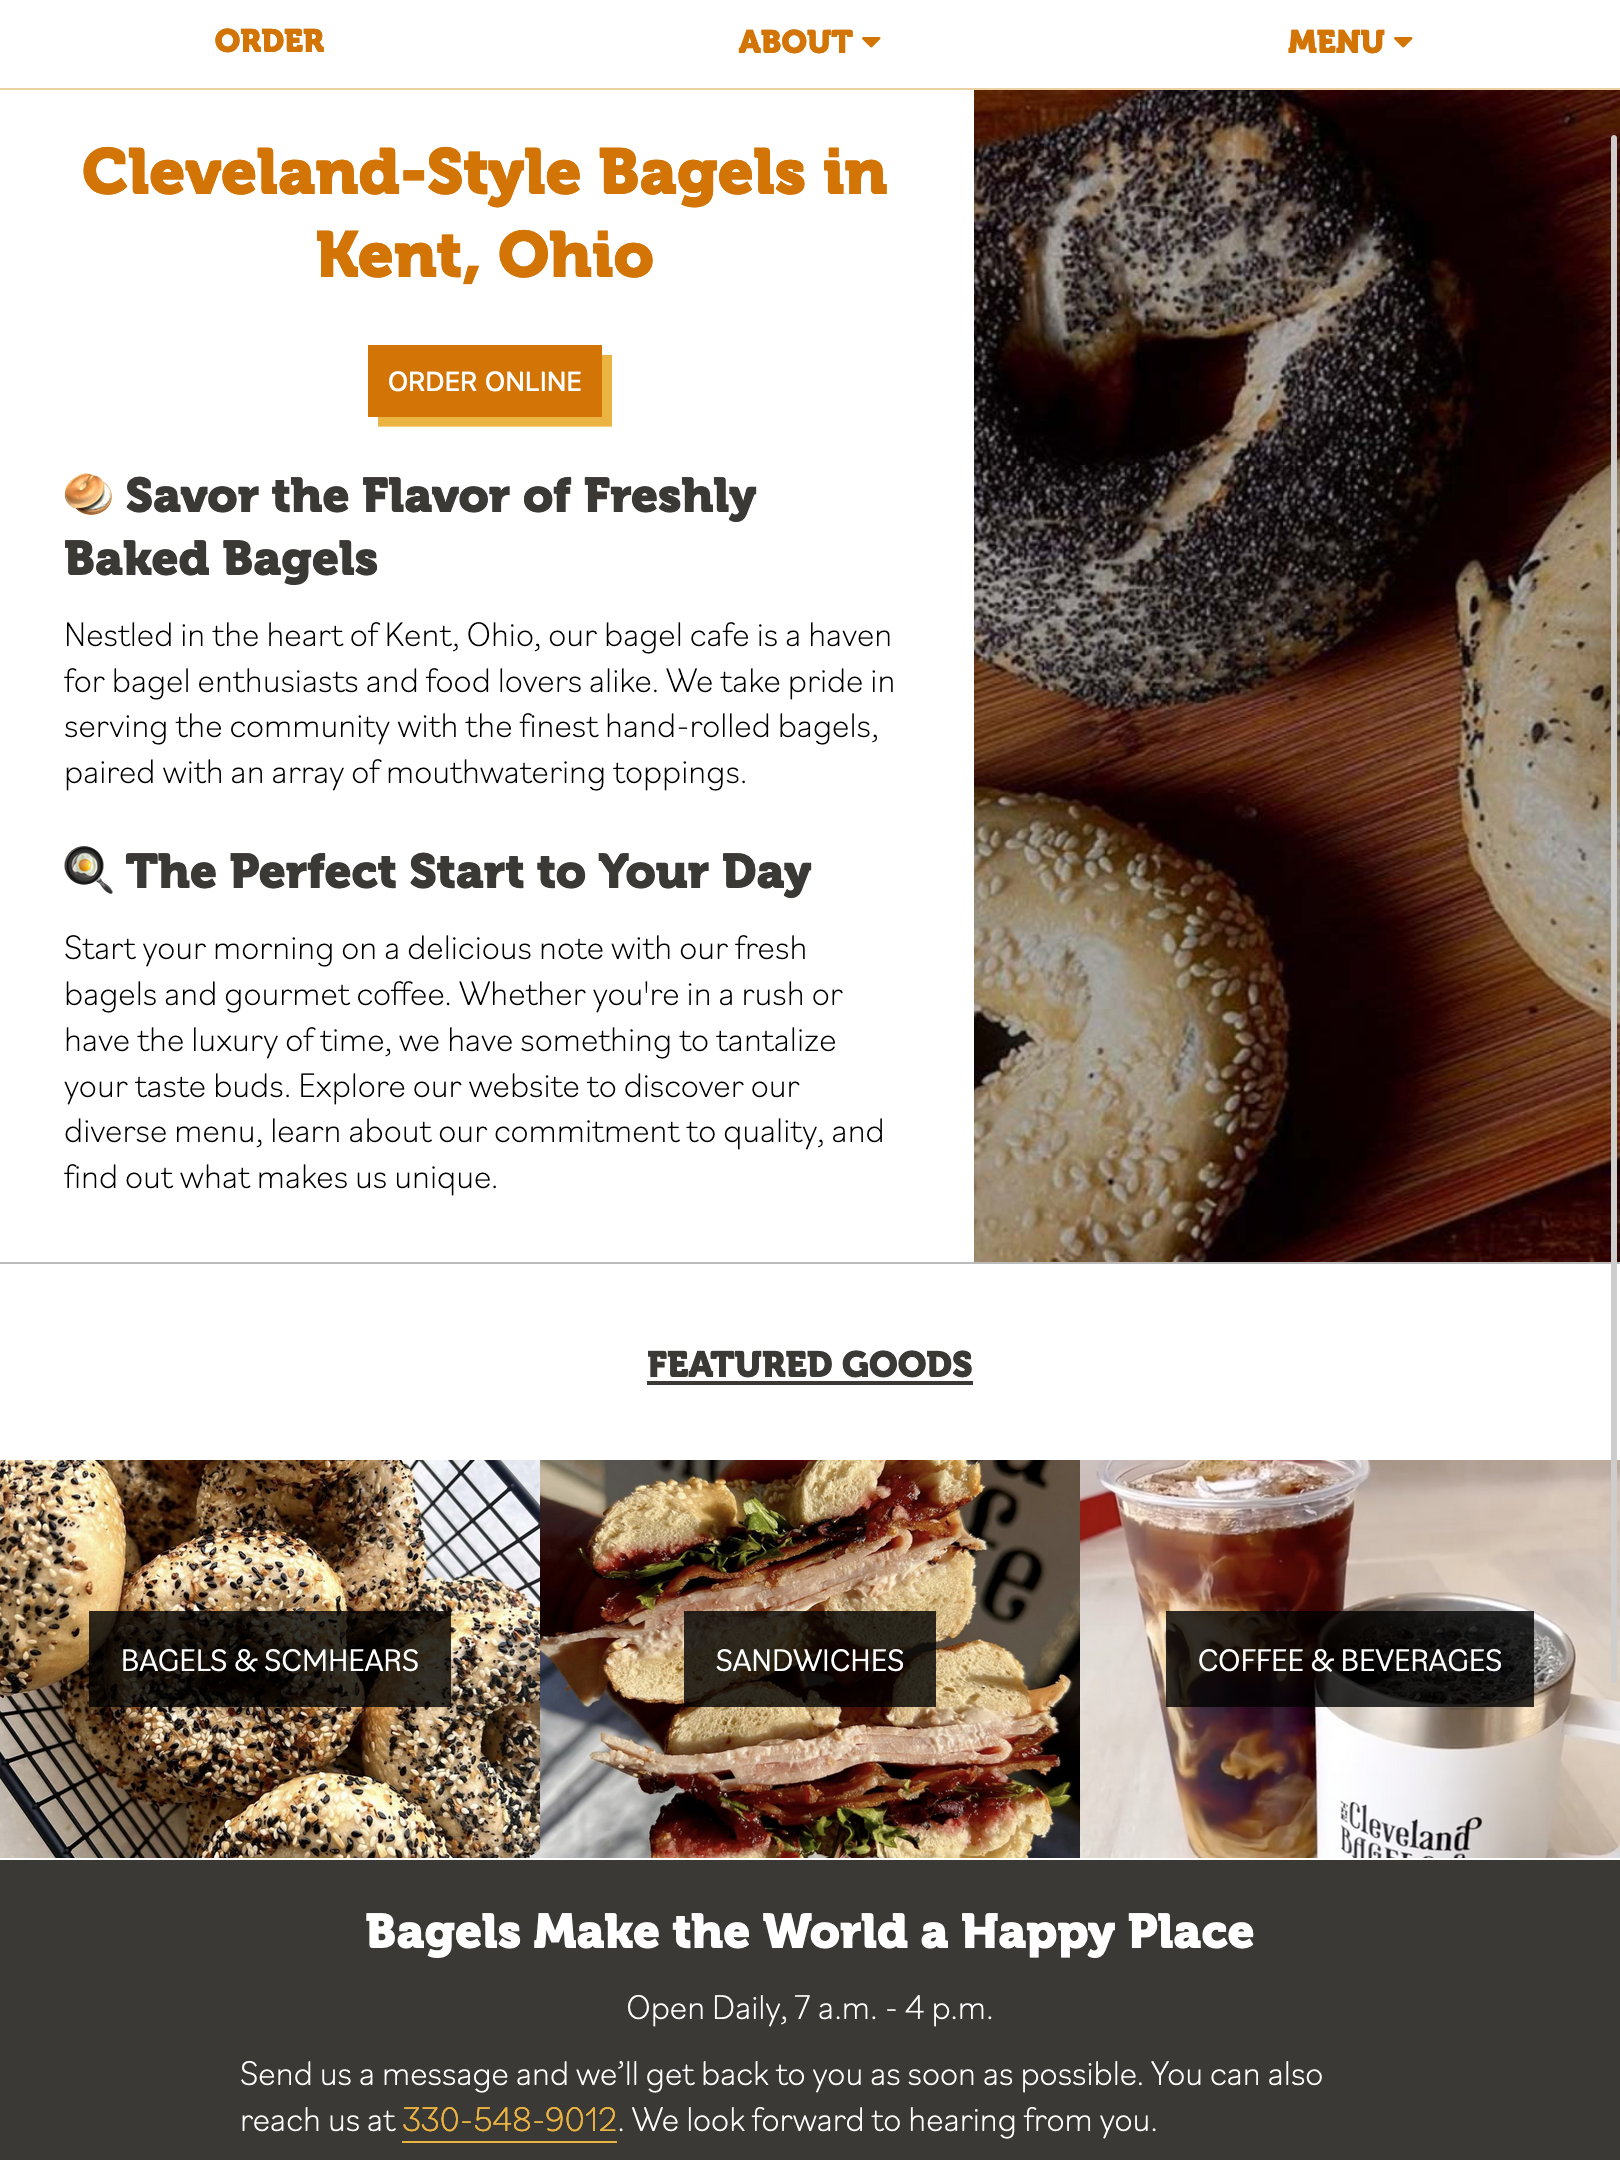 ORDER
ABOUT
MENU
Cleveland-Style Bagels in
Kent, Ohio
ORDER ONLINE
Savor the Flavor of Freshly
Baked Bagels
Nestled in the heart of Kent, Ohio, our bagel cafe is a haven
for bagel enthusiasts and food lovers alike. We take pride in
serving the community with the finest hand-rolled bagels,
paired with an array of mouthwatering toppings.
The Perfect Start to Your Day
Start your morning on a delicious note with our fresh
bagels and gourmet coffee. Whether you're in a rush or
have the luxury of time, we have something to tantalize
your taste buds. Explore our website to discover our
diverse menu, learn about our commitment to quality, and
find out what makes us unique.
FEATURED GOODS
BAGELS & SCMHEARS
SANDWICHES
COFFEE & BEVERAGES
Cleveland
Bagels Make the World a Happy Place
Open Daily, 7 a.m. - 4 p.m.
Send us a message and we’ll get back to you as soon as possible. You can also
reach us at 330-548-9012. We look forward to hearing from you.